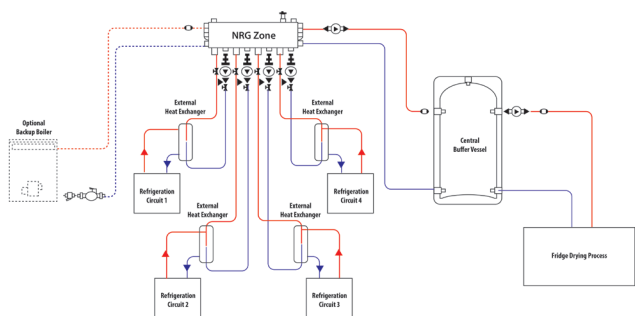 NRG Zone
External
Heat Exchanger
External
Heat Exchanger
Optional
Backup Boiler
Central
Buffer Vessel
Refrigeration
Circuit 1
Refrigeration
Circuit 4
External
Heat Exchanger
External
Heat Exchanger
Fridge Drying Process
Refrigeration
Circuit 2
Refrigeration
Circuit 3